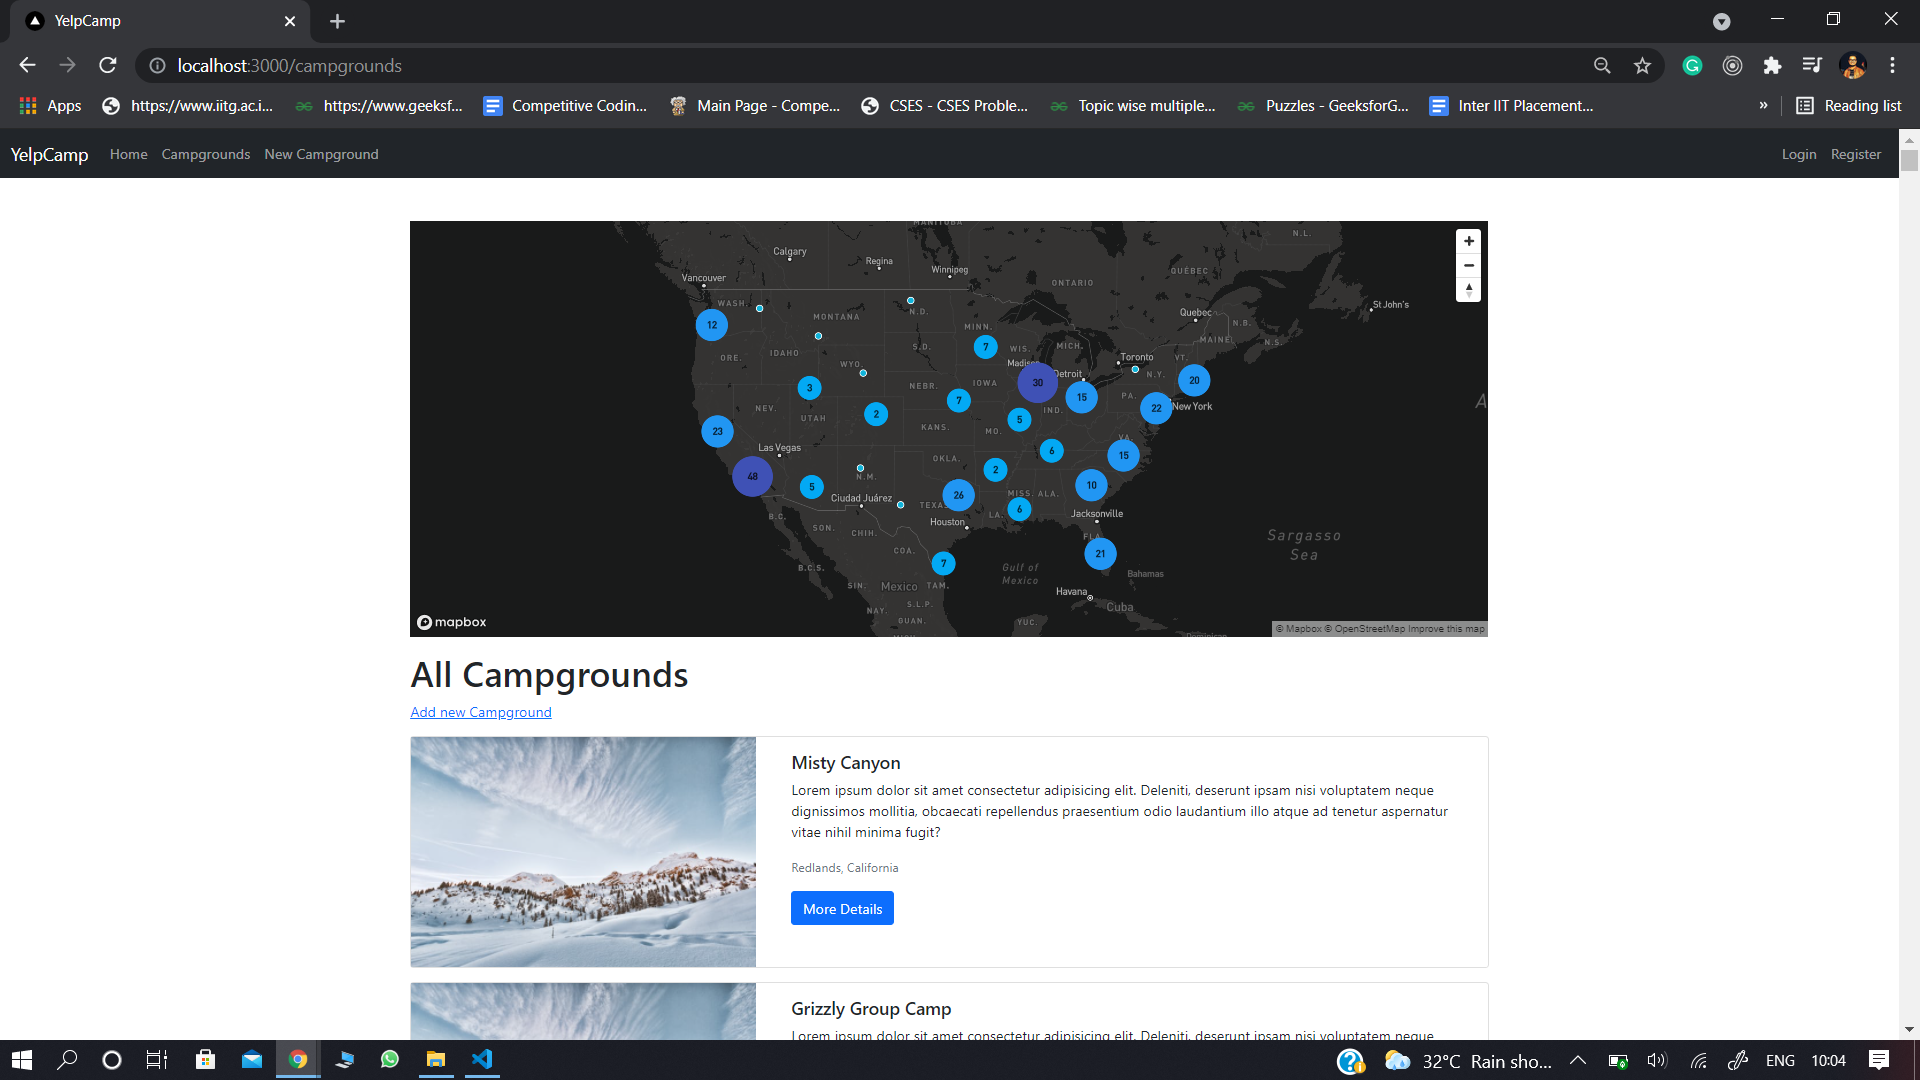 YelpCamp
localhost:3000/campgrounds
Apps
https://www.iitg.ac.i...
https://www.geeksf...
Competitive Codin...
Main Page - Compe...
CSES - CSES Proble...
Topic wise multiple...
Puzzles - GeeksforG...
Inter IIT Placement...
»
Reading list
YelpCamp
Home
Campgrounds
New Campground
Login
Register
MANITOBA
N.L.
Calgary
Regina
Winnipeg
QUÉBEC
Vancouver
ONTARIO
WASH.
N.D.
St John's
MONTANA
Quebec
N.B.
12
MINN.
MAINE
N.S.
ORE.
IDAHO
S.D.
7
WIS.
MICH.
VT.
Toronto
WYO.
Madison
Detroit
N.Y.
3
NEBR.
IOWA
30
20
7
15
PA.
NEV.
UTAH
2
IND.
22
New York
A
23
KANS.
MO.
5
VA.
Las Vegas
OKLA.
6
15
48
N.M.
2
5
Ciudad Juárez
TEXAS
26
MISS.
ALA.
10
B.C.
LA.
6
Jacksonville
SON.
CHIH.
Houston
FLA.
Sargasso
Sea
COA.
21
B.C.S.
7
Gulf of
Mexico
Bahamas
SIN.
Mexico
TAM.
Havana
Cuba
NAY.
S.L.P.
GUAN.
YUC.
Dominican
mapbox
© Mapbox © OpenStreetMap Improve this map
All Campgrounds
Add new Campground
Misty Canyon
Lorem ipsum dolor sit amet consectetur adipisicing elit. Deleniti, deserunt ipsam nisi voluptatem neque
dignissimos mollitia, obcaecati repellendus praesentium odio laudantium illo atque ad tenetur aspernatur
vitae nihil minima fugit?
Redlands, California
More Details
Grizzly Group Camp
Lorem ipsum dolor sit amet consectetur adipisicing elit. Deleniti, deserunt ipsam nisi voluptatem neque
32°C Rain sho...
ENG
10:04